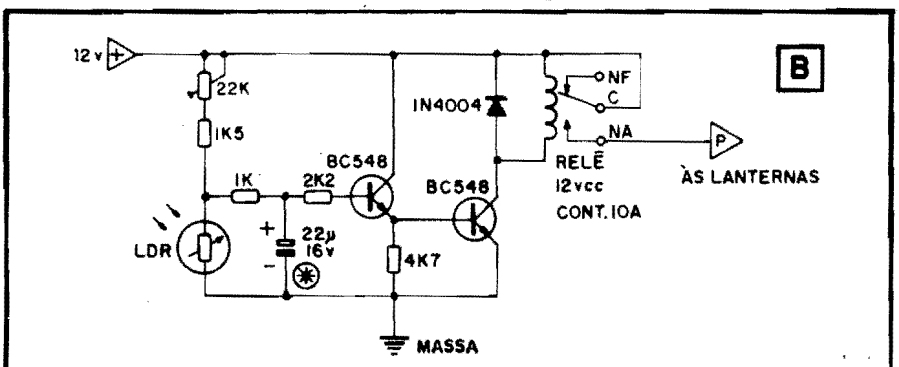 B
12v +
22K
NF
C
1N4004
1K5
NA
P
BC548
RELÊ
1K
2K2
BC548
ÀS LANTERNAS
12vcc
CONT. 10A
+
22µ
LDR
16v
4K7
-
MASSA